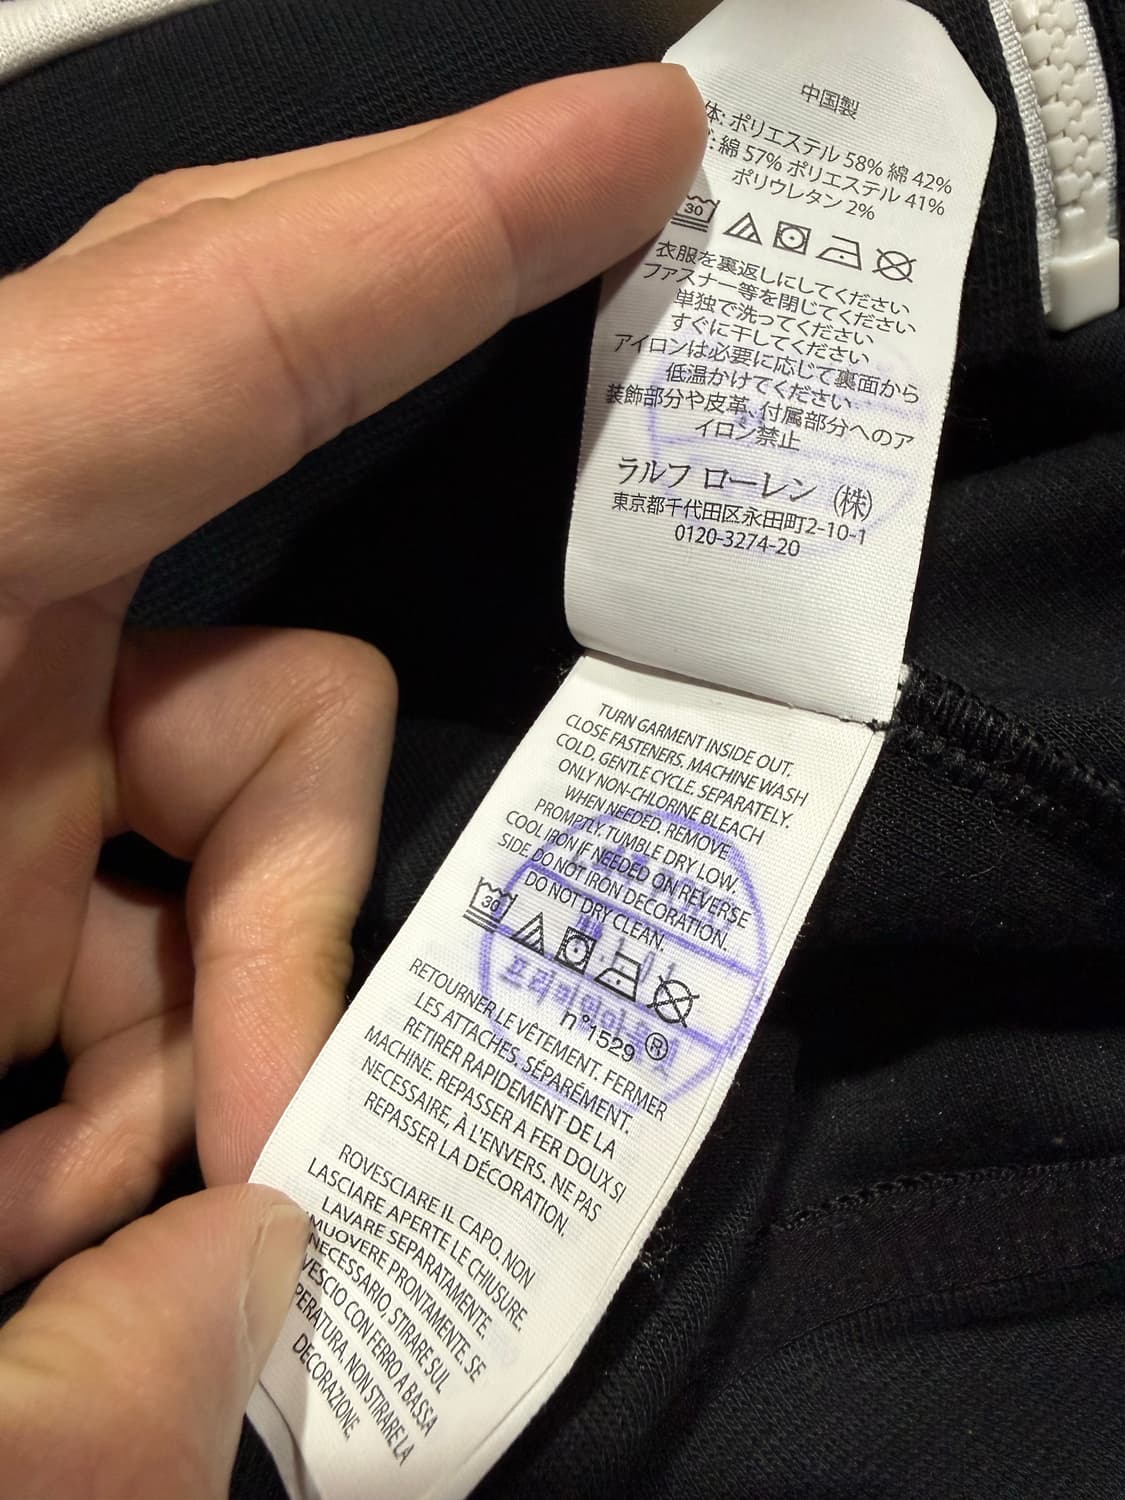 中国製
体: ポリエステル 58% 綿 42%
: 綿 57% ポリエステル 41%
ポリウレタン 2%
30
衣服を裏返しにしてください
ファスナー等を閉じてください
単独で洗ってください
すぐに干してください
アイロンは必要に応じて裏面から
低温かけてください
装飾部分や皮革、付属部分へのア
イロン禁止
ラルフ ローレン (株)
東京都千代田区永田町2-10-1
0120-3274-20
TURN GARMENT INSIDE OUT.
CLOSE FASTENERS. MACHINE WASH
COLD, GENTLE CYCLE. SEPARATELY.
ONLY NON-CHLORINE BLEACH
WHEN NEEDED. REMOVE
PROMPTLY. TUMBLE DRY LOW.
COOL IRON IF NEEDED ON REVERSE
SIDE. DO NOT IRON DECORATION.
DO NOT DRY CLEAN.
30
n°1529 ®
RETOURNER LE VÊTEMENT. FERMER
LES ATTACHES. SÉPARÉMENT.
RETIRER RAPIDEMENT DE LA
MACHINE. REPASSER A FER DOUX SI
NECESSAIRE, À L'ENVERS. NE PAS
REPASSER LA DÉCORATION.
ROVESCIARE IL CAPO. NON
LASCIARE APERTE LE CHIUSURE.
LAVARE SEPARATAMENTE.
MUOVERE PRONTAMENTE. SE
NECESSARIO, STIRARE SUL
VESCIO CON FERRO A BASSA
PERATURA. NON STIRARE LA
DECORAZIONE.